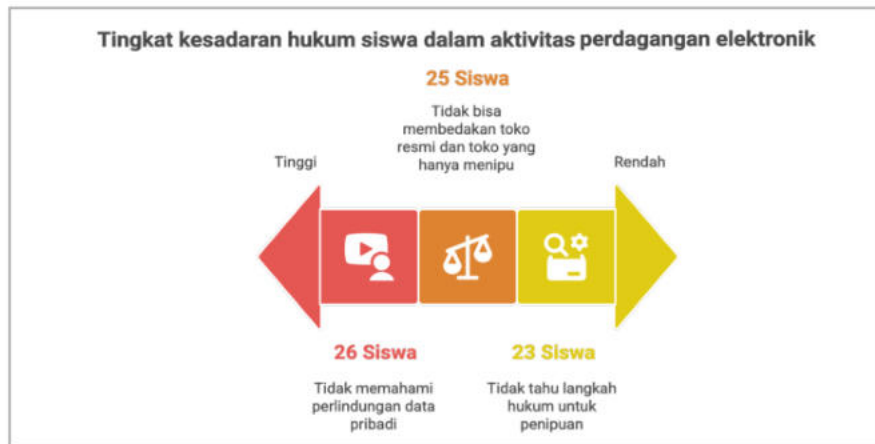 Tingkat kesadaran hukum siswa dalam aktivitas perdagangan elektronik
25 Siswa
Tidak bisa
membedakan toko
resmi dan toko yang
hanya menipu
Tinggi
Rendah
26 Siswa
Tidak memahami
perlindungan data
pribadi
23 Siswa
Tidak tahu langkah
hukum untuk
penipuan